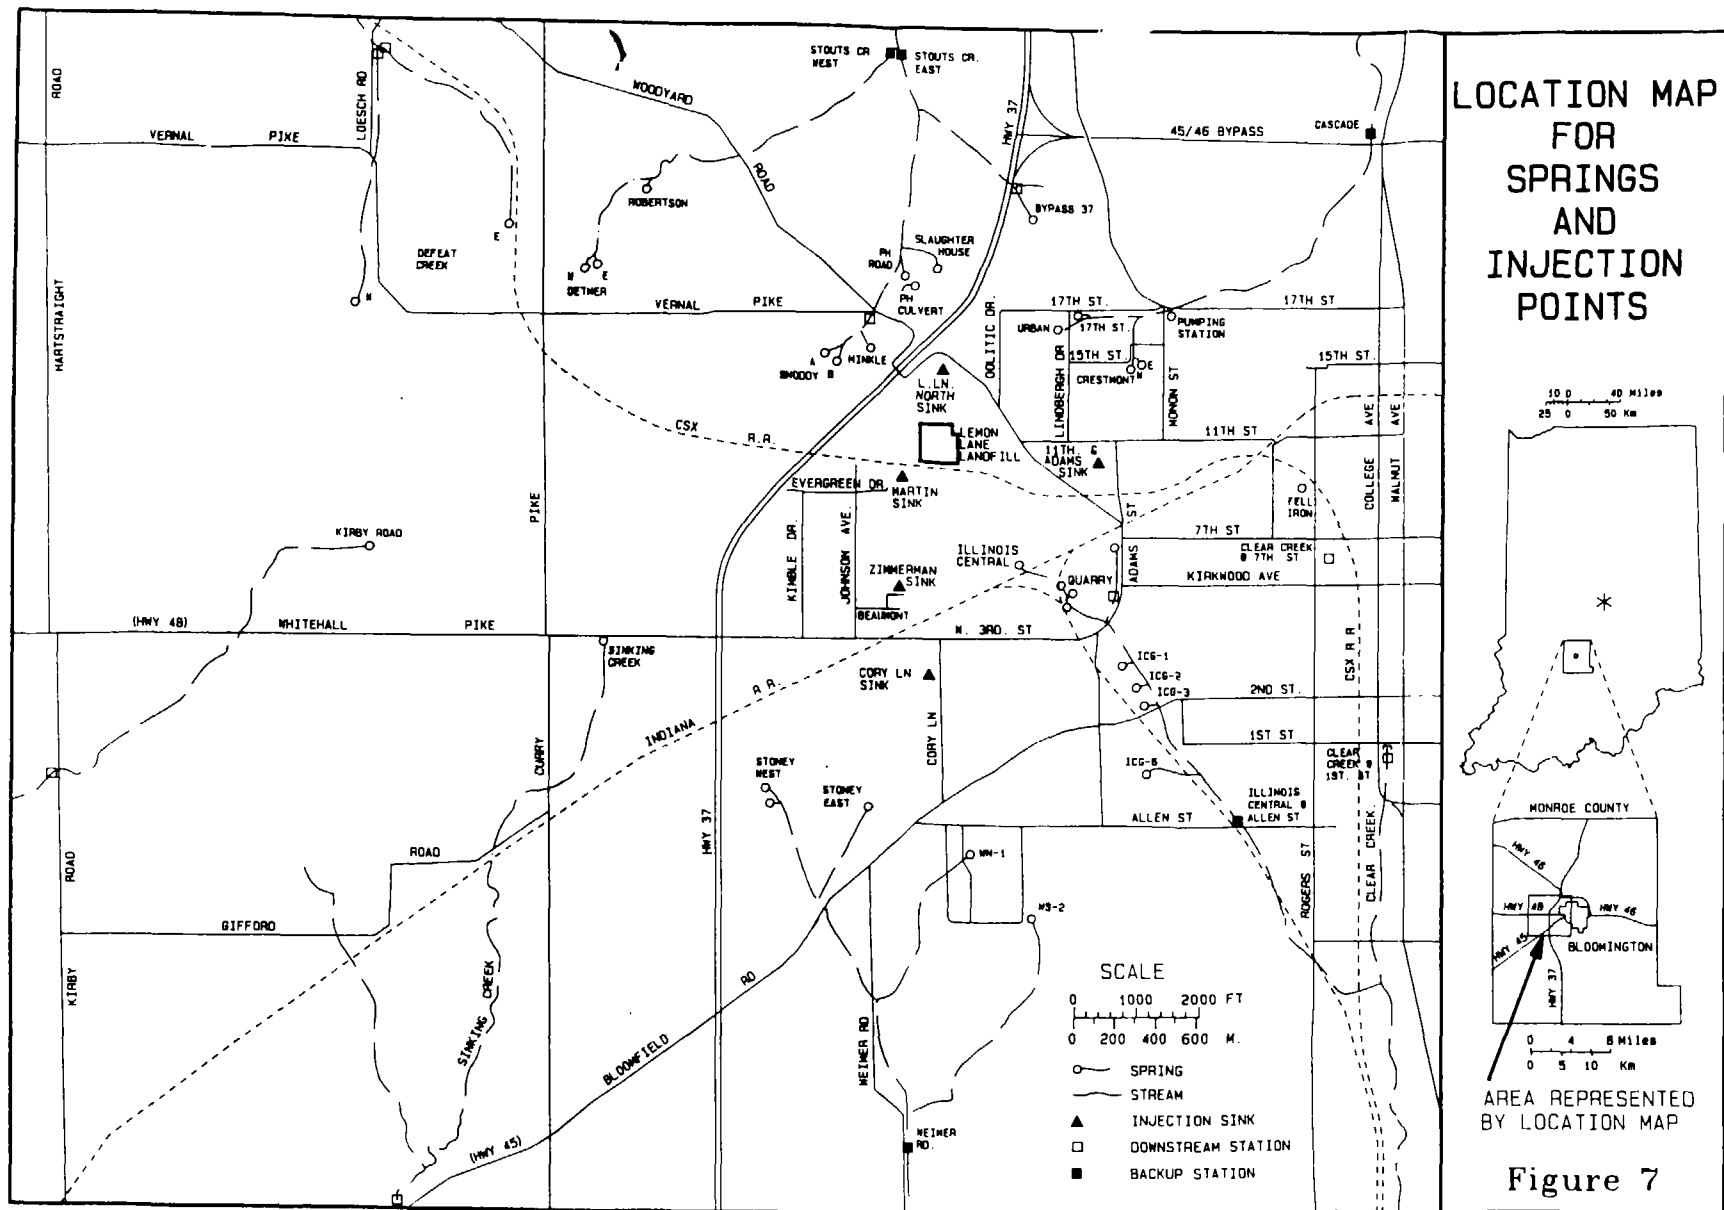 LOCATION MAP
FOR
SPRINGS
AND
INJECTION
POINTS
STOUTS CR
WEST
STOUTS CR.
EAST
ROAD
LOESCH RD
WOODYARD
ROAD
HWY 37
45/46 BYPASS
CASCADE
VERNAL PIKE
ROBERTSON
BYPASS 37
E
DEFEAT
CREEK
W
W E
DETMER
SLAUGHTER
HOUSE
PH
ROAD
PH
CULVERT
VERNAL PIKE
HARTSTRAIGHT
A
SNODDY B
HINKLE
OOLITIC DR.
17TH ST.
17TH ST
URBAN
17TH ST.
PUMPING
STATION
15TH ST.
15TH ST.
CRESTMONT
W
E
LINDBERGH DR
MONON ST
L.LN.
NORTH
SINK
CSX R.R.
LEMON
LANE
LANDFILL
11TH ST
11TH. &
ADAMS
SINK
COLLEGE AVE
WALNUT AVE
EVERGREEN DR.
MARTIN
SINK
FELL
IRON
PIKE
KIRBY ROAD
KIMBLE DR.
JOHNSON AVE.
ILLINOIS
CENTRAL
ADAMS ST
7TH ST
CLEAR CREEK
@ 7TH ST
ZIMMERMAN
SINK
QUARRY
KIRKWOOD AVE
BEAUMONT
(HWY 48) WHITEHALL PIKE
W. 3RD. ST
SINKING
CREEK
CORY LN
SINK
ICG-1
ICG-2
ICG-3
2ND ST.
CSX R R
INDIANA R.R.
CORY LN
1ST ST
CURRY
STONEY
WEST
STONEY
EAST
ICG-6
CLEAR
CREEK @
1ST. ST
ILLINOIS
CENTRAL @
ALLEN ST
ALLEN ST
HWY 37
ROAD
ROAD
WW-1
WS-2
ROGERS ST
CLEAR CREEK
GIFFORD
KIRBY
SINKING CREEK
BLOOMFIELD RD
WEIMER RD
(HWY 45)
WEIMER
RD.
SCALE
0 1000 2000 FT
0 200 400 600 M.
SPRING
STREAM
INJECTION SINK
DOWNSTREAM STATION
BACKUP STATION
10 0 40 Miles
25 0 50 Km
MONROE COUNTY
HWY 46
HWY 48
HWY 46
HWY 45
BLOOMINGTON
HWY 37
0 4 8 Miles
0 5 10 Km
AREA REPRESENTED
BY LOCATION MAP
Figure 7